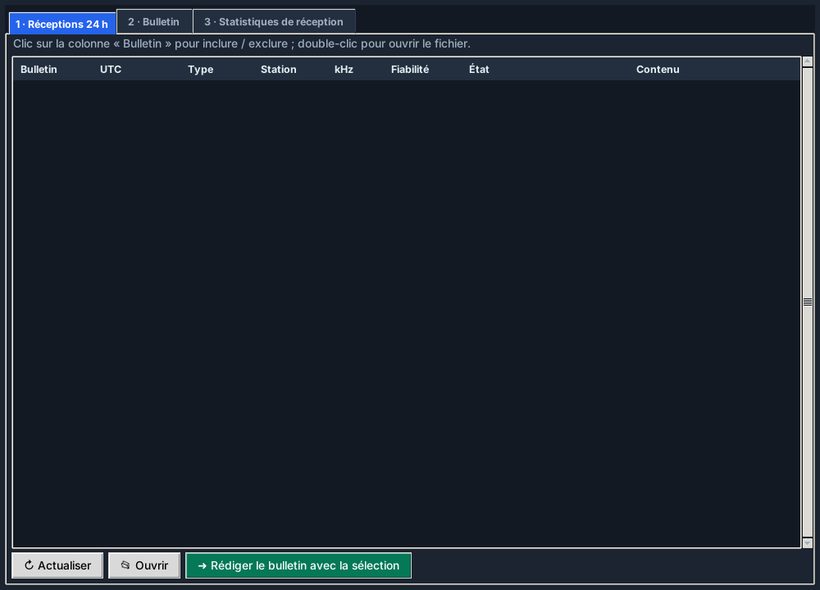 1 · Réceptions 24 h 2 · Bulletin 3 · Statistiques de réception
Clic sur la colonne « Bulletin » pour inclure / exclure ; double-clic pour ouvrir le fichier.
Bulletin UTC Type Station kHz Fiabilité État Contenu
↻ Actualiser 📂 Ouvrir ➜ Rédiger le bulletin avec la sélection